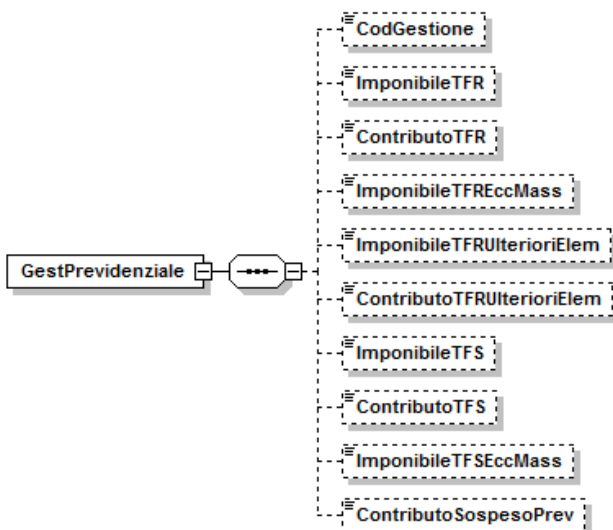 CodGestione
ImponibileTFR
ContributoTFR
ImponibileTFREccMass
ImponibileTFRUlterioriElem
GestPrevidenziale
ContributoTFRUlterioriElem
ImponibileTFS
ContributoTFS
ImponibileTFSEccMass
ContributoSospesoPrev